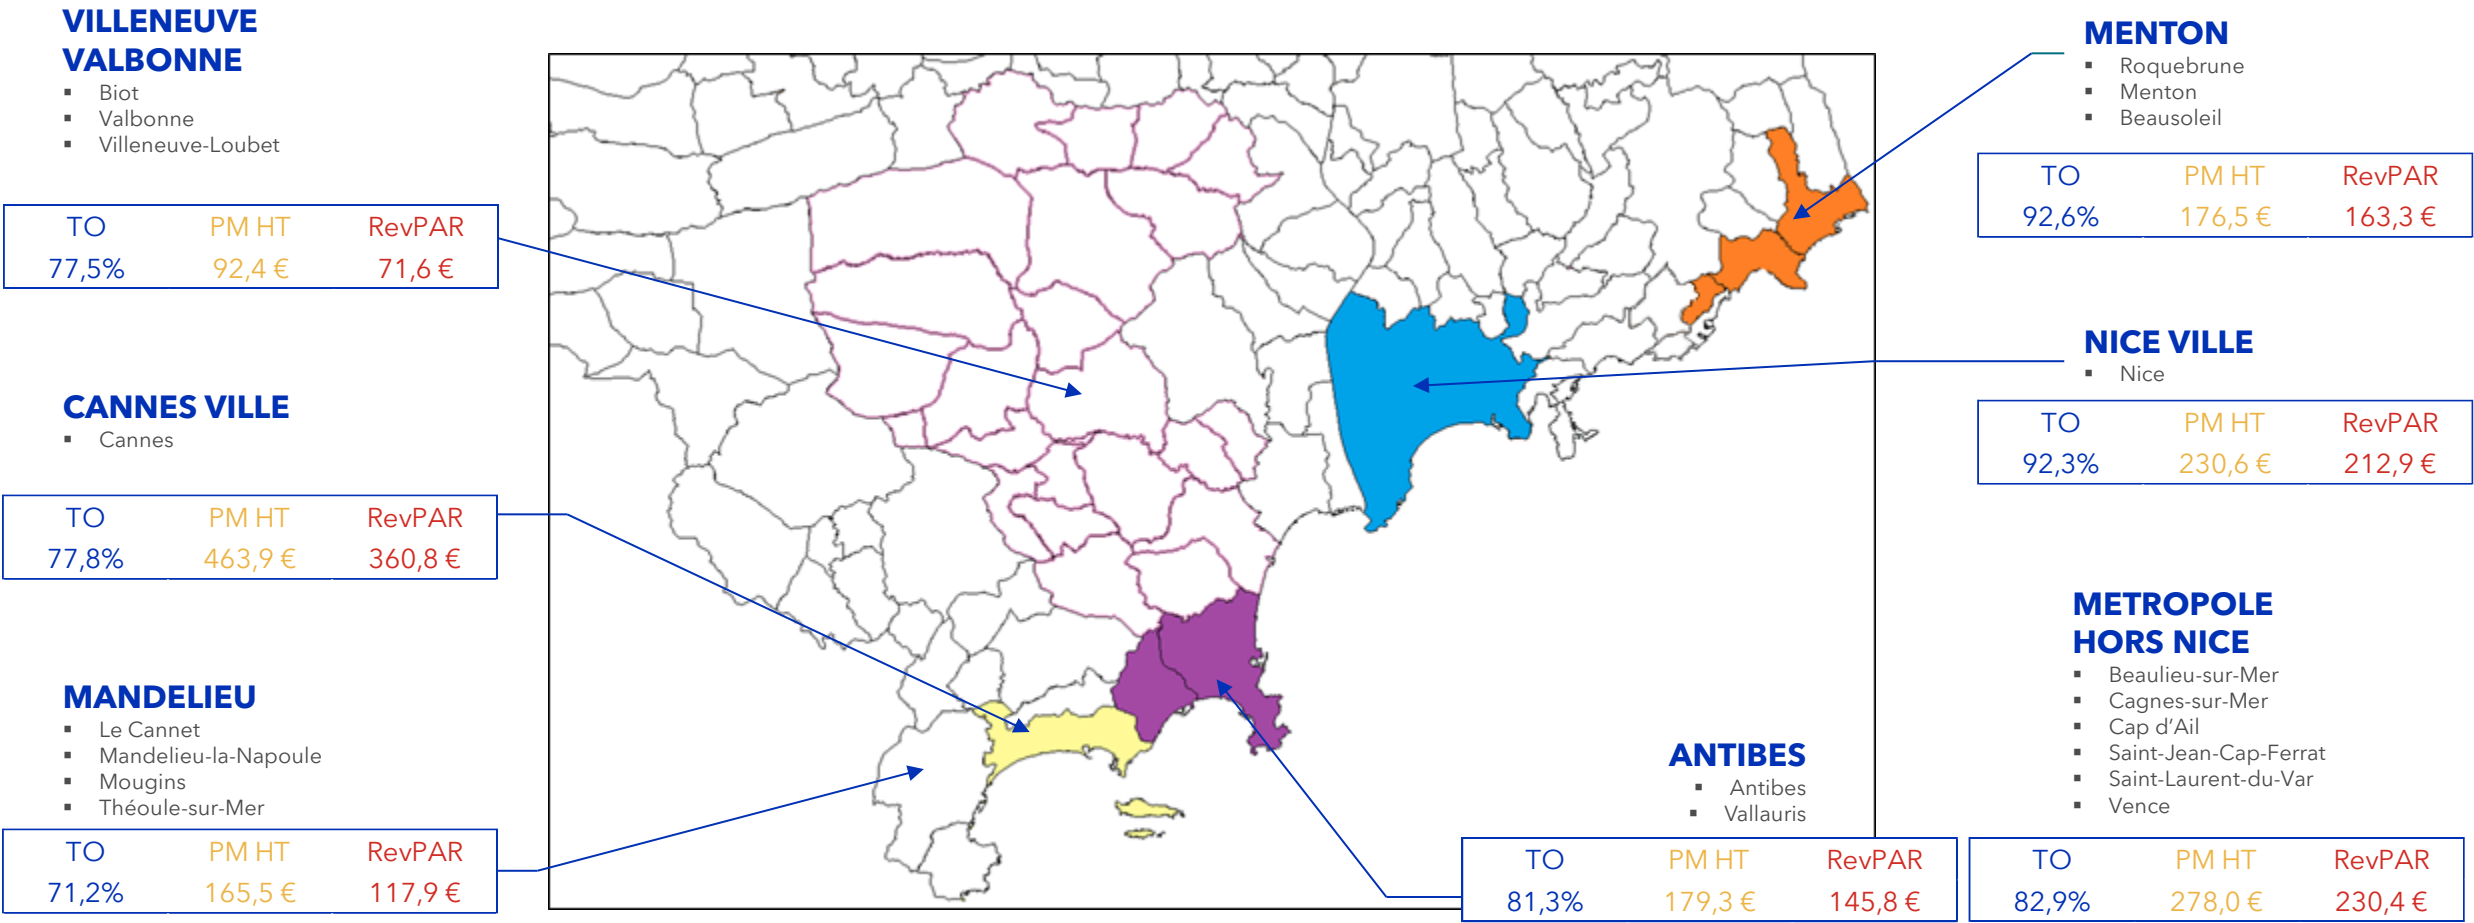 VILLENEUVE
VALBONNE
▪ Biot
▪ Valbonne
▪ Villeneuve-Loubet
TO PM HT RevPAR
77,5% 92,4 € 71,6 €
CANNES VILLE
▪ Cannes
TO PM HT RevPAR
77,8% 463,9 € 360,8 €
MANDELIEU
▪ Le Cannet
▪ Mandelieu-la-Napoule
▪ Mougins
▪ Théoule-sur-Mer
TO PM HT RevPAR
71,2% 165,5 € 117,9 €
MENTON
▪ Roquebrune
▪ Menton
▪ Beausoleil
TO PM HT RevPAR
92,6% 176,5 € 163,3 €
NICE VILLE
▪ Nice
TO PM HT RevPAR
92,3% 230,6 € 212,9 €
ANTIBES
▪ Antibes
▪ Vallauris
TO PM HT RevPAR
81,3% 179,3 € 145,8 €
METROPOLE
HORS NICE
▪ Beaulieu-sur-Mer
▪ Cagnes-sur-Mer
▪ Cap d’Ail
▪ Saint-Jean-Cap-Ferrat
▪ Saint-Laurent-du-Var
▪ Vence
TO PM HT RevPAR
82,9% 278,0 € 230,4 €